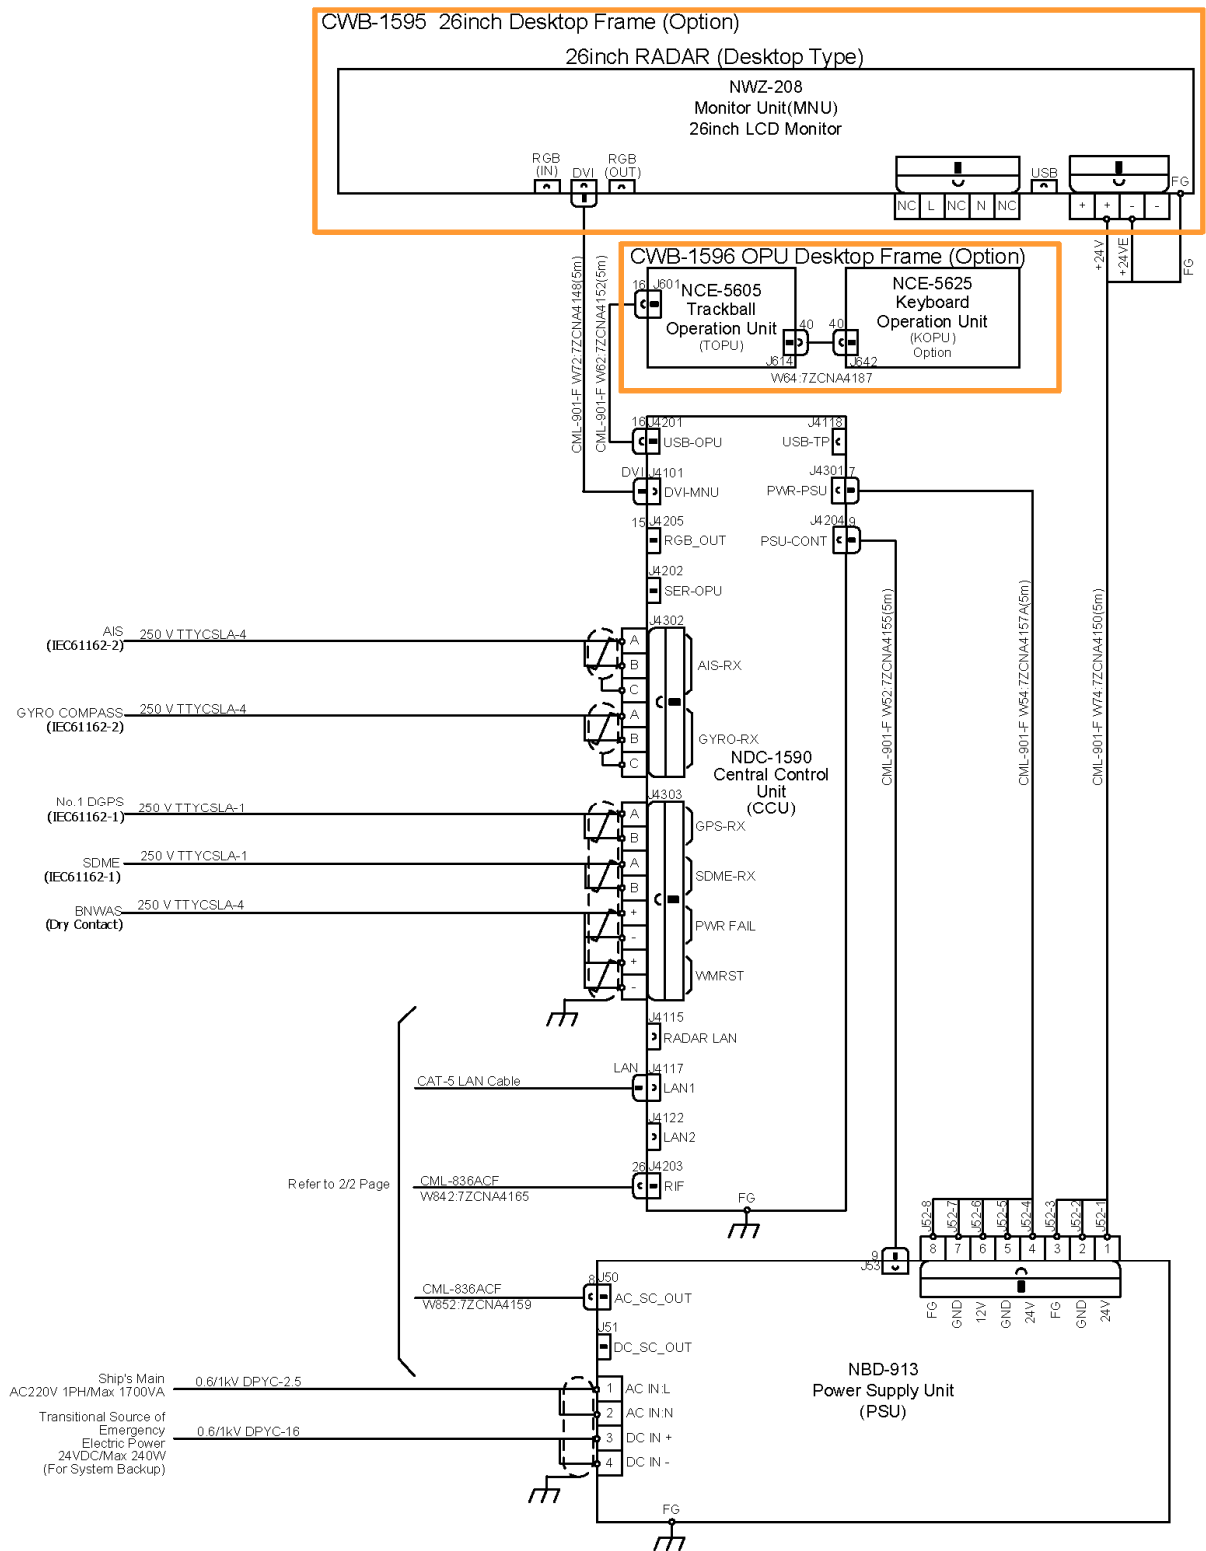 CWB-1595 26inch Desktop Frame (Option)
26inch RADAR (Desktop Type)
NWZ-208
Monitor Unit(MNU)
26inch LCD Monitor
RGB
(IN)
DVI
RGB
(OUT)
USB
FG
NC L NC N NC
+ + - -
+24V
+24VE
FG
CML-901-F W72:7ZCNA4148(5m)
CML-901-F W62:7ZCNA4152(5m)
CWB-1596 OPU Desktop Frame (Option)
16
J601
NCE-5605
Trackball
Operation Unit
(TOPU)
40
J614
NCE-5625
Keyboard
Operation Unit
(KOPU)
Option
40
J642
W64:7ZCNA4187
16 J4201
USB-OPU
J4118
USB-TP
DVI J4101
DVI-MNU
J4301 7
PWR-PSU
15 J4205
RGB_OUT
J4204 9
PSU-CONT
J4202
SER-OPU
CML-901-F W52:7ZCNA4155(5m)
CML-901-F W54:7ZCNA4157A(5m)
CML-901-F W74:7ZCNA4150(5m)
AIS
(IEC61162-2)
250 V TTYCSLA-4
J4302
A
B
C
AIS-RX
GYRO COMPASS
(IEC61162-2)
250 V TTYCSLA-4
A
B
C
GYRO-RX
NDC-1590
Central Control
Unit
(CCU)
No.1 DGPS
(IEC61162-1)
250 V TTYCSLA-1
J4303
A
B
GPS-RX
SDME
(IEC61162-1)
250 V TTYCSLA-1
A
B
SDME-RX
BNWAS
(Dry Contact)
250 V TTYCSLA-4
+
-
PWR FAIL
+
-
WMRST
J4115
RADAR LAN
LAN J4117
CAT-5 LAN Cable
LAN1
J4122
LAN2
Refer to 2/2 Page
26 J4203
CML-836ACF
W842:7ZCNA4165
RIF
FG
J52-8 J52-7 J52-6 J52-5 J52-4 J52-3 J52-2 J52-1
8 7 6 5 4 3 2 1
FG GND 12V GND 24V FG GND 24V
9
J53
8 J50
CML-836ACF
W852:7ZCNA4159
AC_SC_OUT
J51
DC_SC_OUT
NBD-913
Power Supply Unit
(PSU)
Ship's Main
AC220V 1PH/Max 1700VA
0.6/1kV DPYC-2.5
1 AC IN:L
2 AC IN:N
Transitional Source of
Emergency
Electric Power
24VDC/Max 240W
(For System Backup)
0.6/1kV DPYC-16
3 DC IN +
4 DC IN -
FG